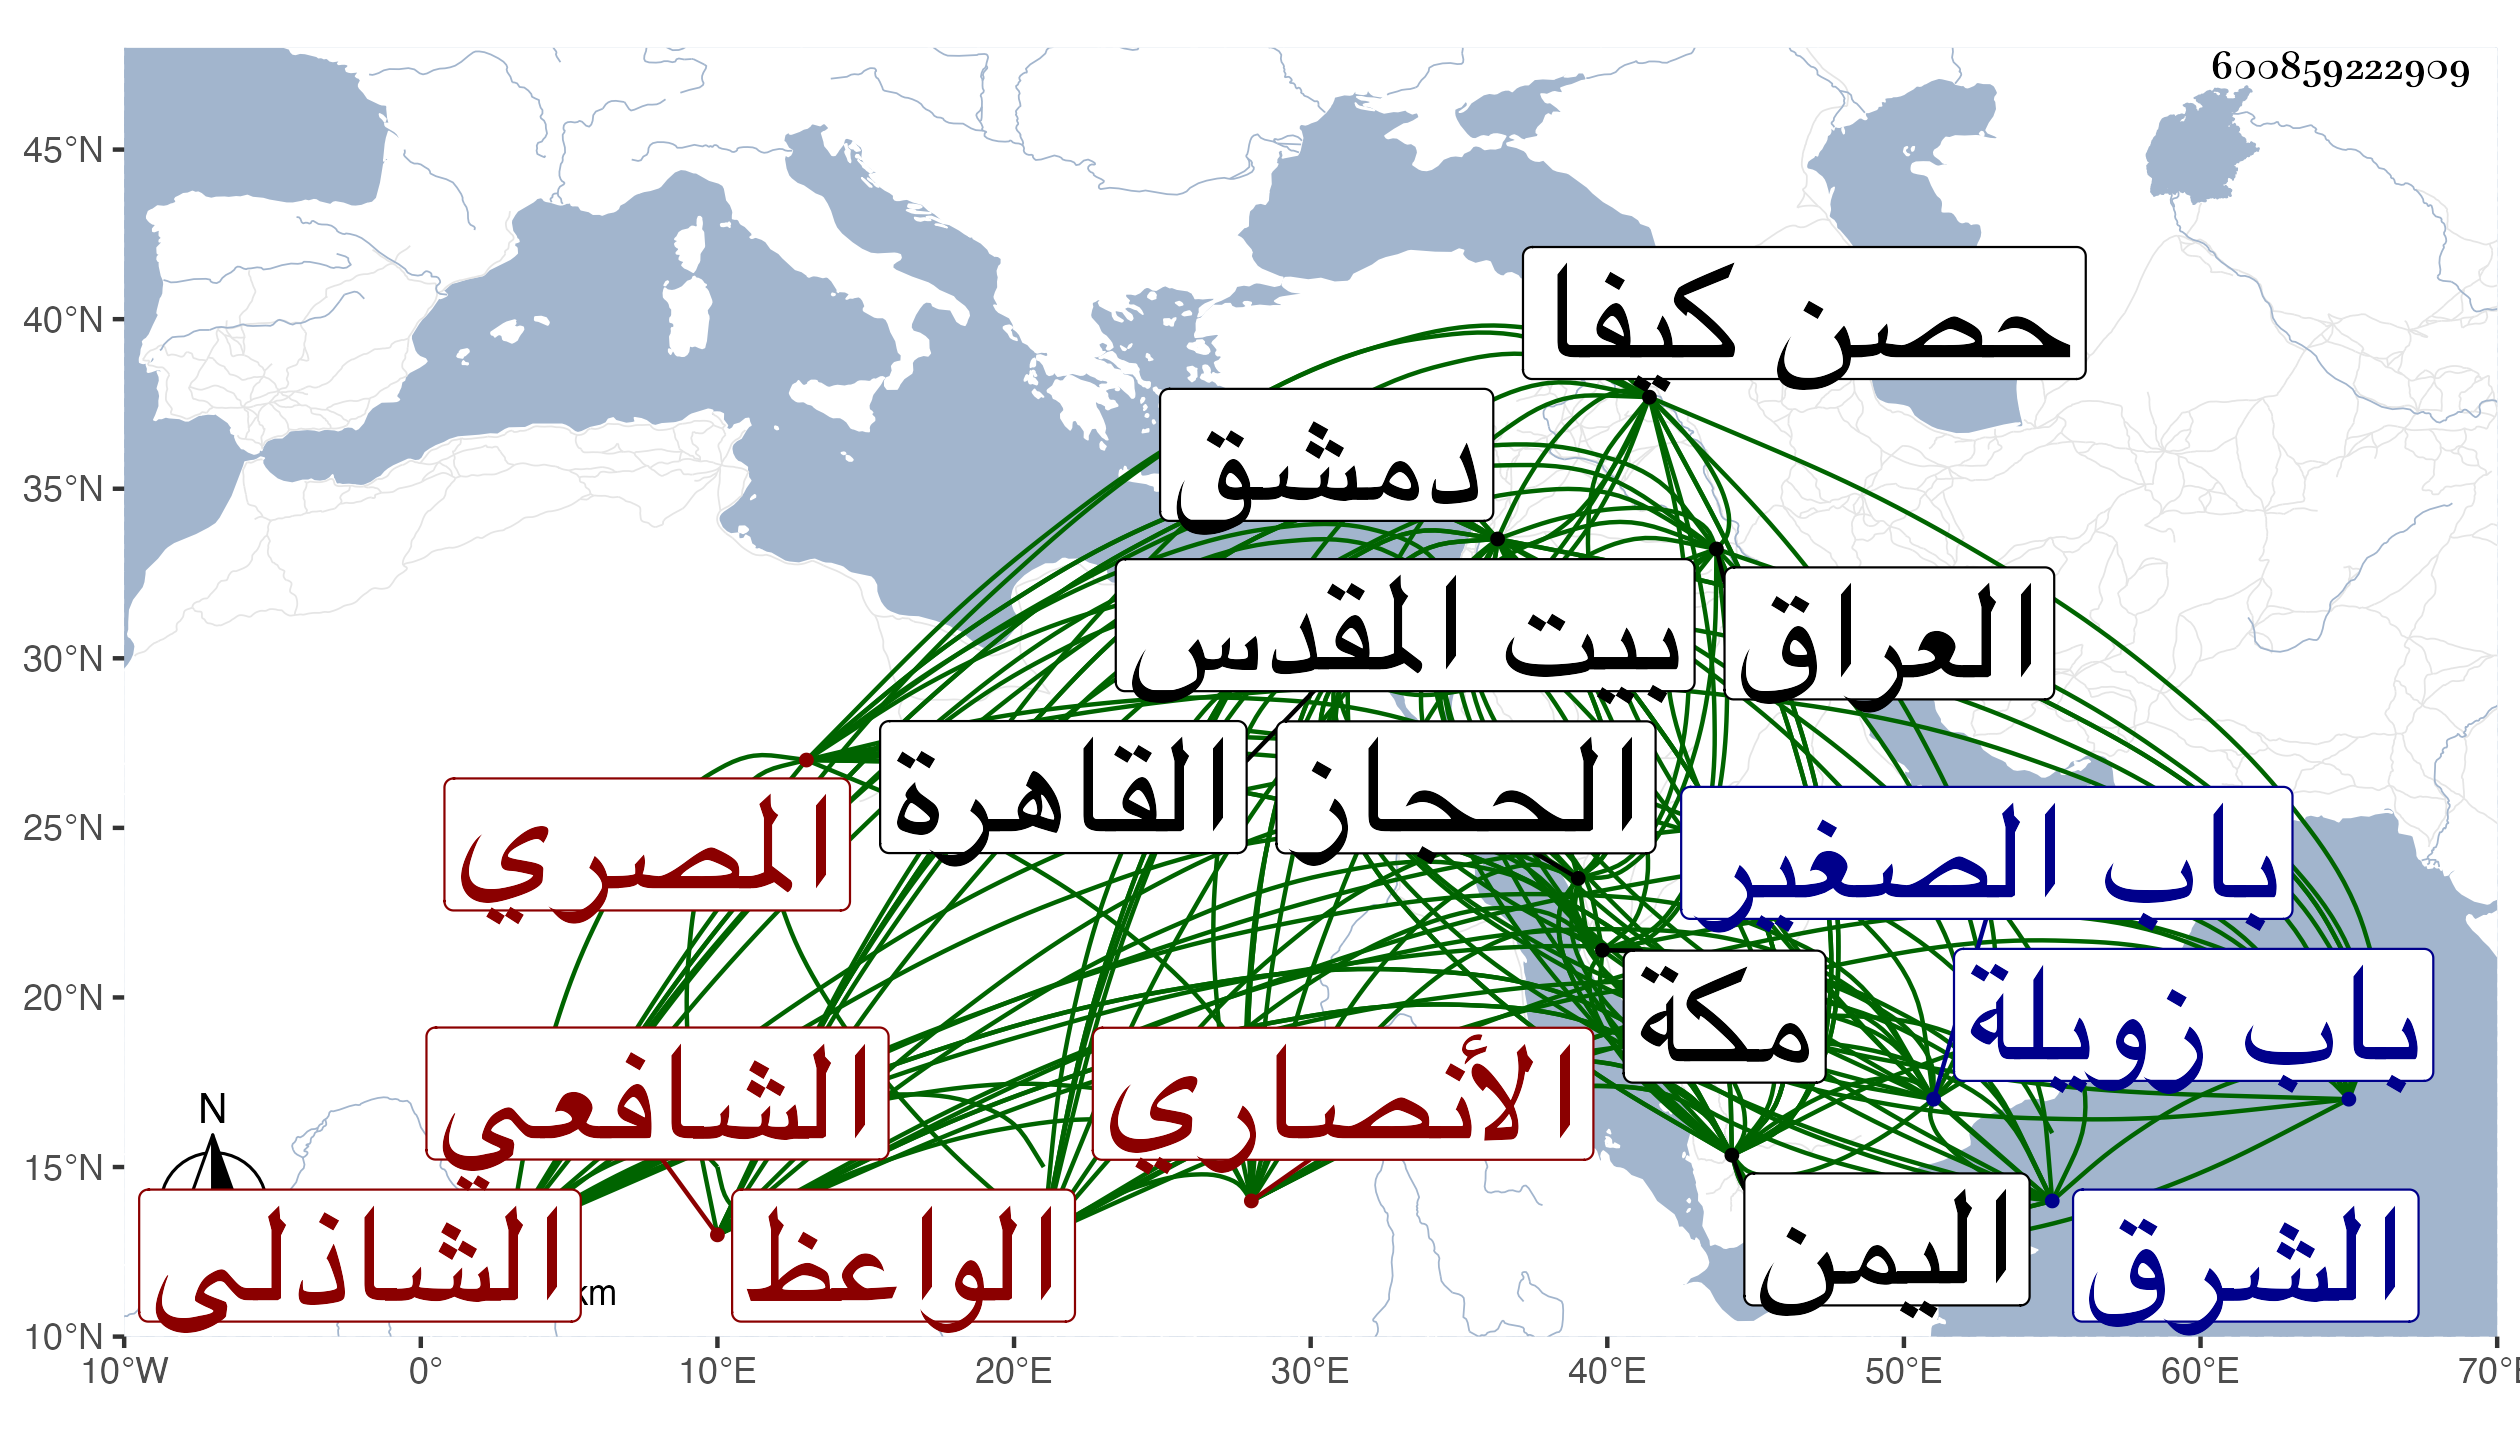 600859222909
45°N
40°N
35°N
30°N
25°N
20°N
15°N
10°N
10°W
0°
10°E
20°E
30°E
40°E
50°E
60°E
70°E
حصن كيفا
دمشق
بيت المقدس
العراق
القاهرة
الحجاز
المصري
باب الصغير
مكة
باب زويلة
الشافعي
الأنصاري
N
الشاذلي
km
الواعظ
اليمن
الشرق